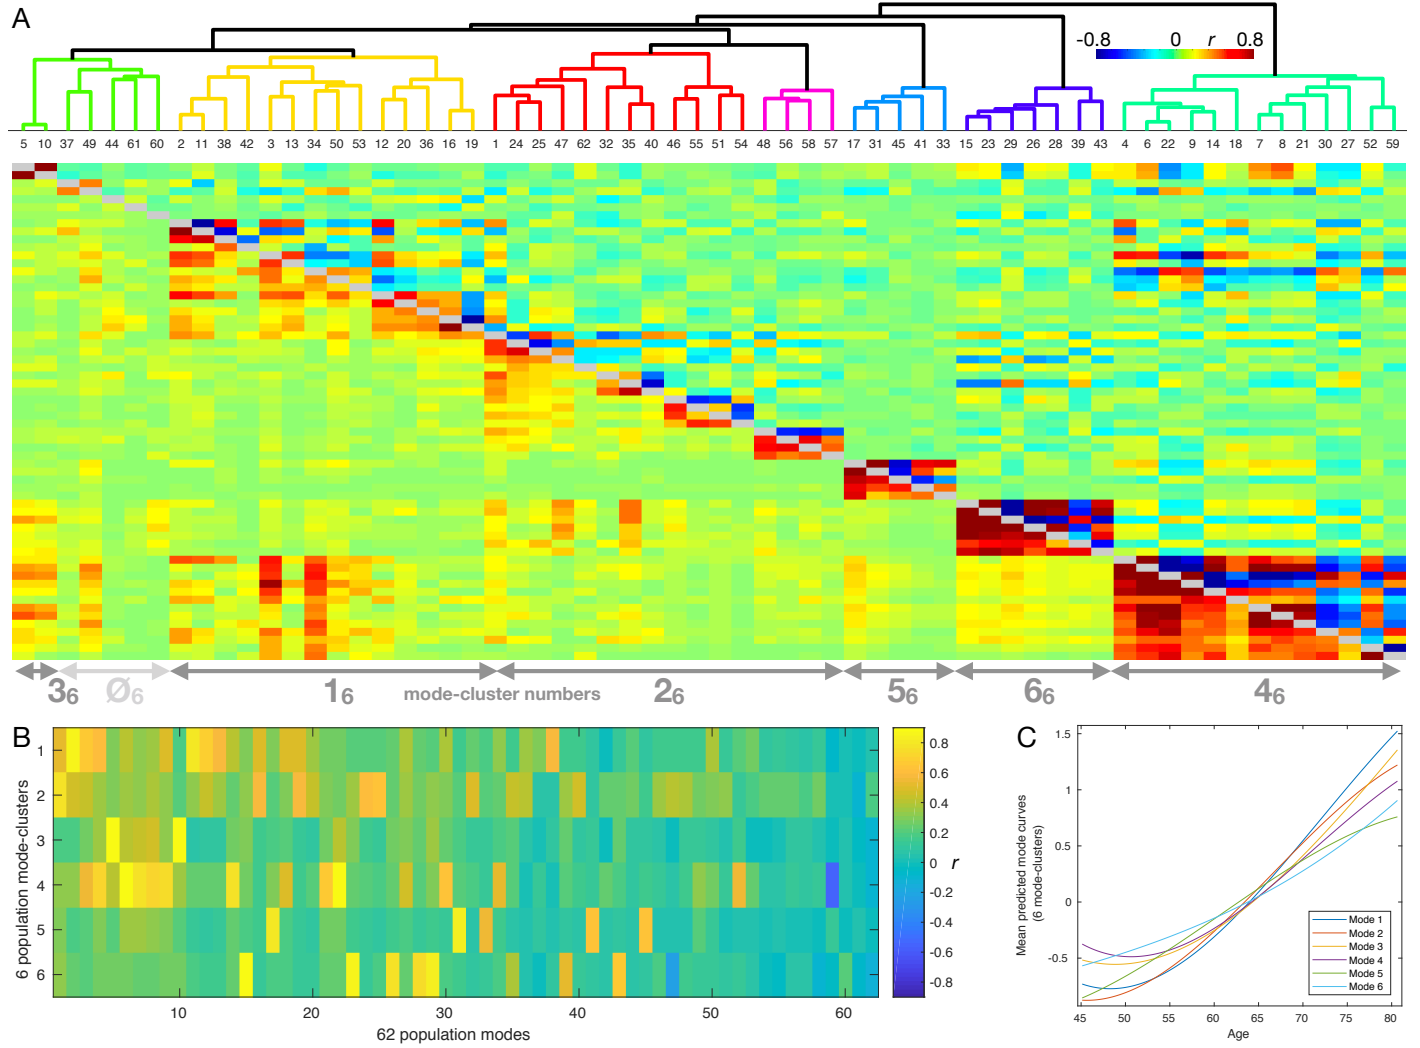 A
-0.8 0 r 0.8
5 10 37 49 44 61 60 2 11 38 42 3 13 34 50 53 12 20 36 16 19 1 24 25 47 62 32 35 40 46 55 51 54 48 56 58 57 17 31 45 41 33 15 23 29 26 28 39 43 4 6 22 9 14 18 7 8 21 30 27 52 59
3₆ Ø₆ 1₆ mode-cluster numbers 2₆ 5₆ 6₆ 4₆
B
6 population mode-clusters
1
2
3
4
5
6
10 20 30 40 50 60
62 population modes
0.8
0.6
0.4
0.2
0 r
-0.2
-0.4
-0.6
-0.8
C
Mean predicted mode curves
(6 mode-clusters)
1.5
1
0.5
0
-0.5
Mode 1
Mode 2
Mode 3
Mode 4
Mode 5
Mode 6
45 50 55 60 65 70 75 80
Age